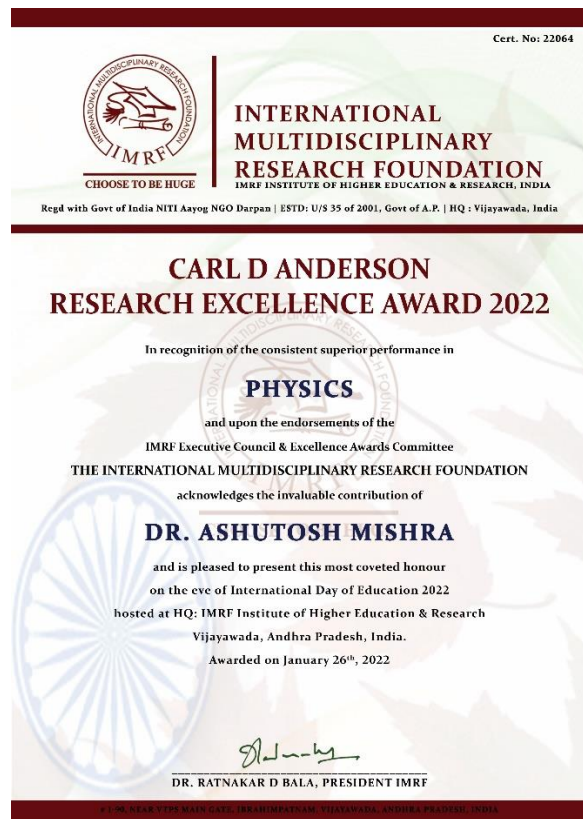 Cert. No: 22064
INTERNATIONAL MULTIDISCIPLINARY RESEARCH FOUNDATION
IMRF
CHOOSE TO BE HUGE
INTERNATIONAL
MULTIDISCIPLINARY
RESEARCH FOUNDATION
IMRF INSTITUTE OF HIGHER EDUCATION & RESEARCH, INDIA
Regd with Govt of India NITI Aayog NGO Darpan | ESTD: U/S 35 of 2001, Govt of A.P. | HQ : Vijayawada, India
CARL D ANDERSON
RESEARCH EXCELLENCE AWARD 2022
In recognition of the consistent superior performance in
PHYSICS
and upon the endorsements of the
IMRF Executive Council & Excellence Awards Committee
THE INTERNATIONAL MULTIDISCIPLINARY RESEARCH FOUNDATION
acknowledges the invaluable contribution of
DR. ASHUTOSH MISHRA
and is pleased to present this most coveted honour
on the eve of International Day of Education 2022
hosted at HQ: IMRF Institute of Higher Education & Research
Vijayawada, Andhra Pradesh, India.
Awarded on January 26th, 2022
DR. RATNAKAR D BALA, PRESIDENT IMRF
# 1-90, NEAR VTPS MAIN GATE, IBRAHIMPATNAM, VIJAYAWADA, ANDHRA PRADESH, INDIA